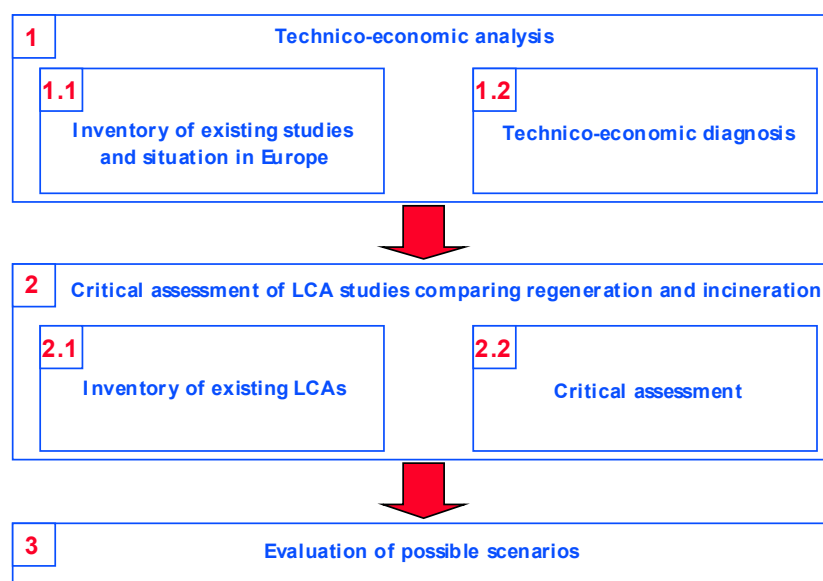 1
Technico-economic analysis
1.1
Inventory of existing studies
and situation in Europe
1.2
Technico-economic diagnosis
2
Critical assessment of LCA studies comparing regeneration and incineration
2.1
Inventory of existing LCAs
2.2
Critical assessment
3
Evaluation of possible scenarios